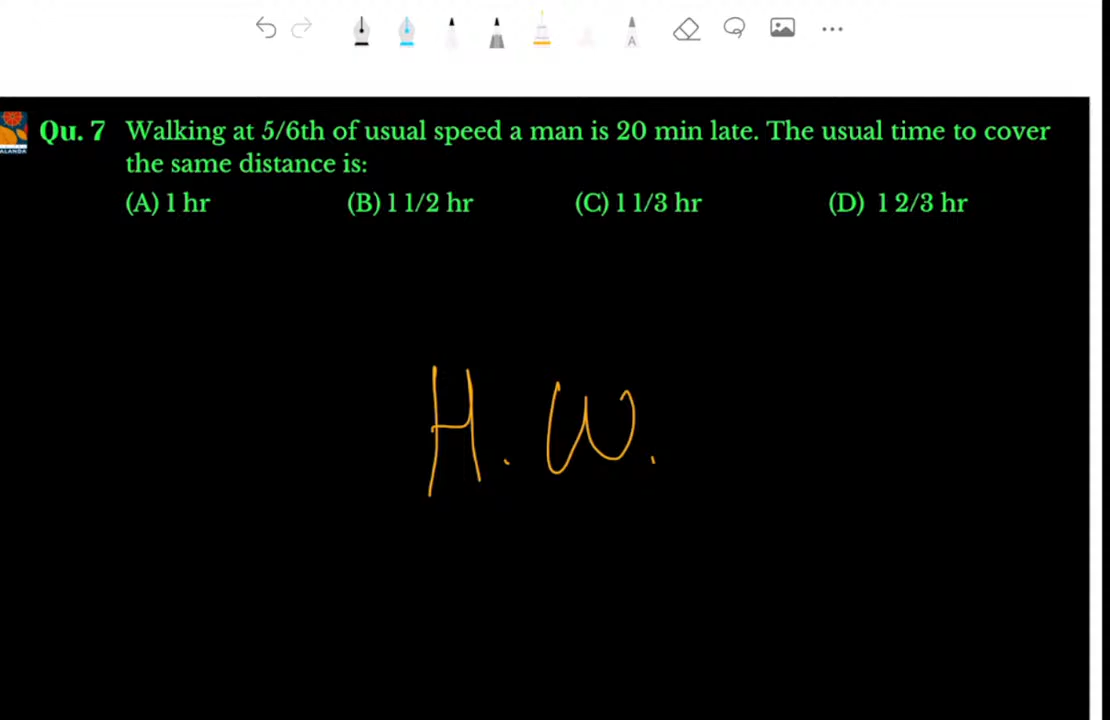 Qu. 7 Walking at 5/6th of usual speed a man is 20 min late. The usual time to cover
the same distance is:
(A) 1 hr (B) 1 1/2 hr (C) 1 1/3 hr (D) 1 2/3 hr
H. W.
ALANDA
A